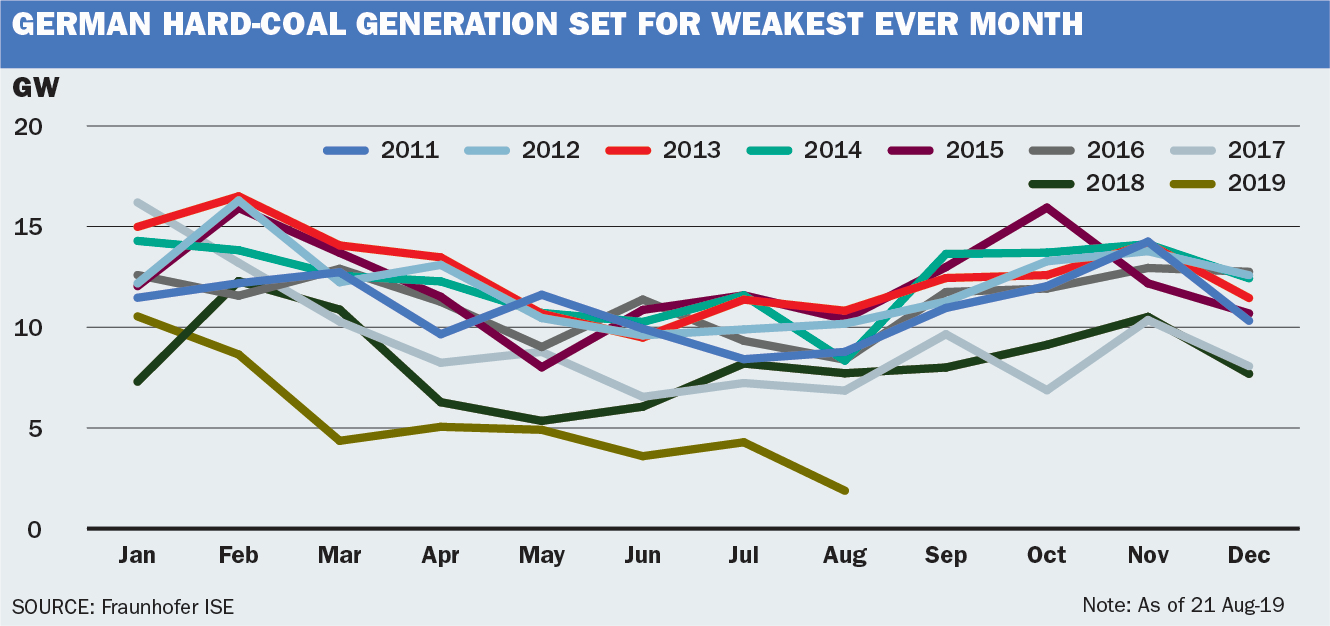 GERMAN HARD-COAL GENERATION SET FOR WEAKEST EVER MONTH
GW
20
2011 2012 2013 2014 2015 2016 2017
2018 2019
15
10
5
0
Jan Feb Mar Apr May Jun Jul Aug Sep Oct Nov Dec
SOURCE: Fraunhofer ISE
Note: As of 21 Aug-19